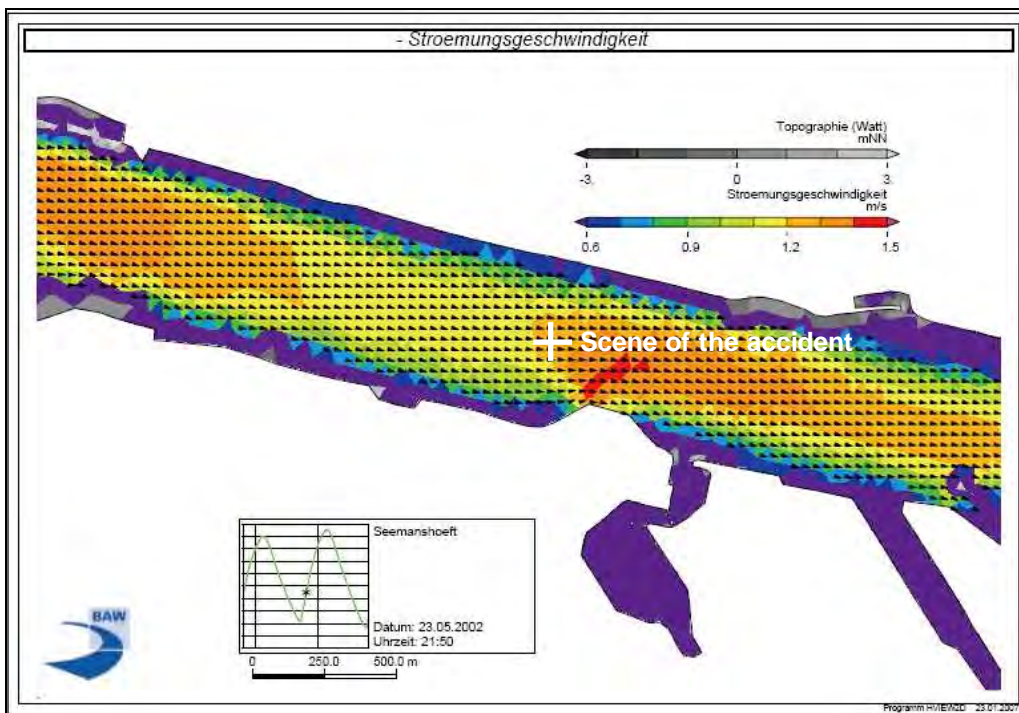 - Stroemungsgeschwindigkeit
Topographie (Watt)
mNN
-3. 0 3.
Stroemungsgeschwindigkeit
m/s
0.6 0.9 1.2 1.5
Scene of the accident
Seemanshoeft
Datum: 23.05.2002
Uhrzeit: 21:50
0 250.0 500.0 m
BAW
Programm HVIEW2D 23.01.2007